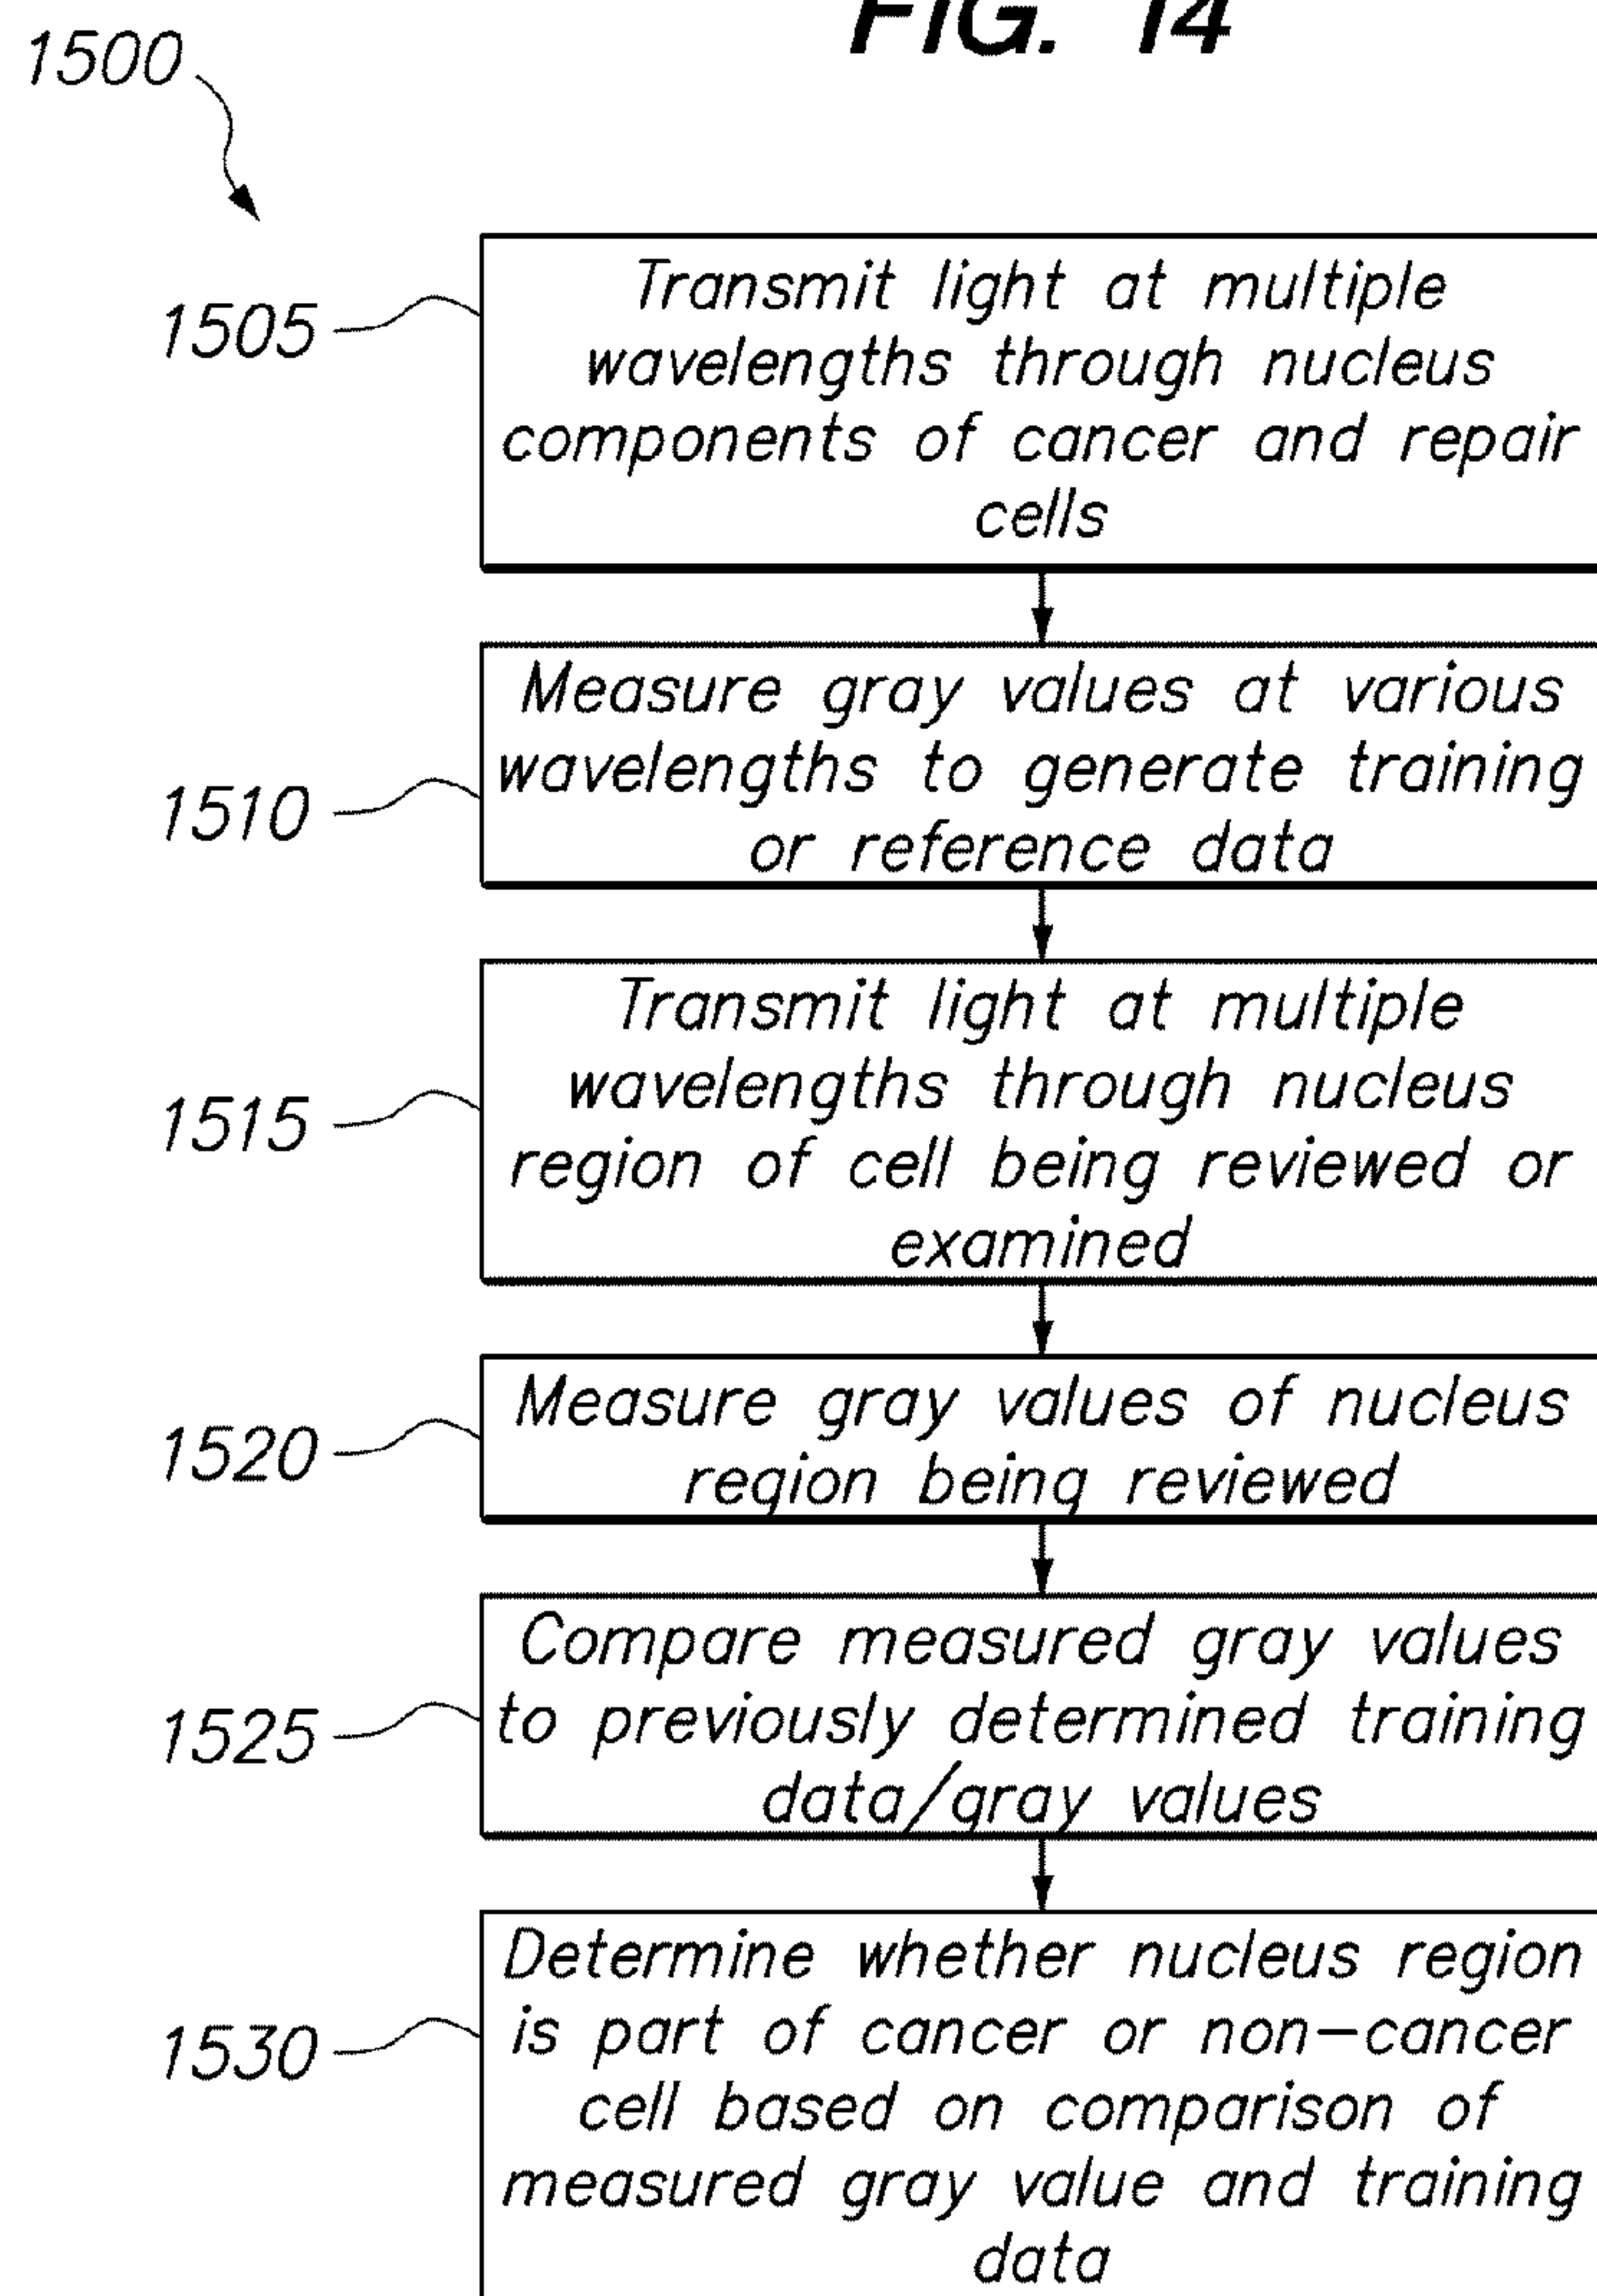 FIG. 14
1500
1505
Transmit light at multiple
wavelengths through nucleus
components of cancer and repair
cells
1510
Measure gray values at various
wavelengths to generate training
or reference data
1515
Transmit light at multiple
wavelengths through nucleus
region of cell being reviewed or
examined
1520
Measure gray values of nucleus
region being reviewed
1525
Compare measured gray values
to previously determined training
data/gray values
1530
Determine whether nucleus region
is part of cancer or non-cancer
cell based on comparison of
measured gray value and training
data